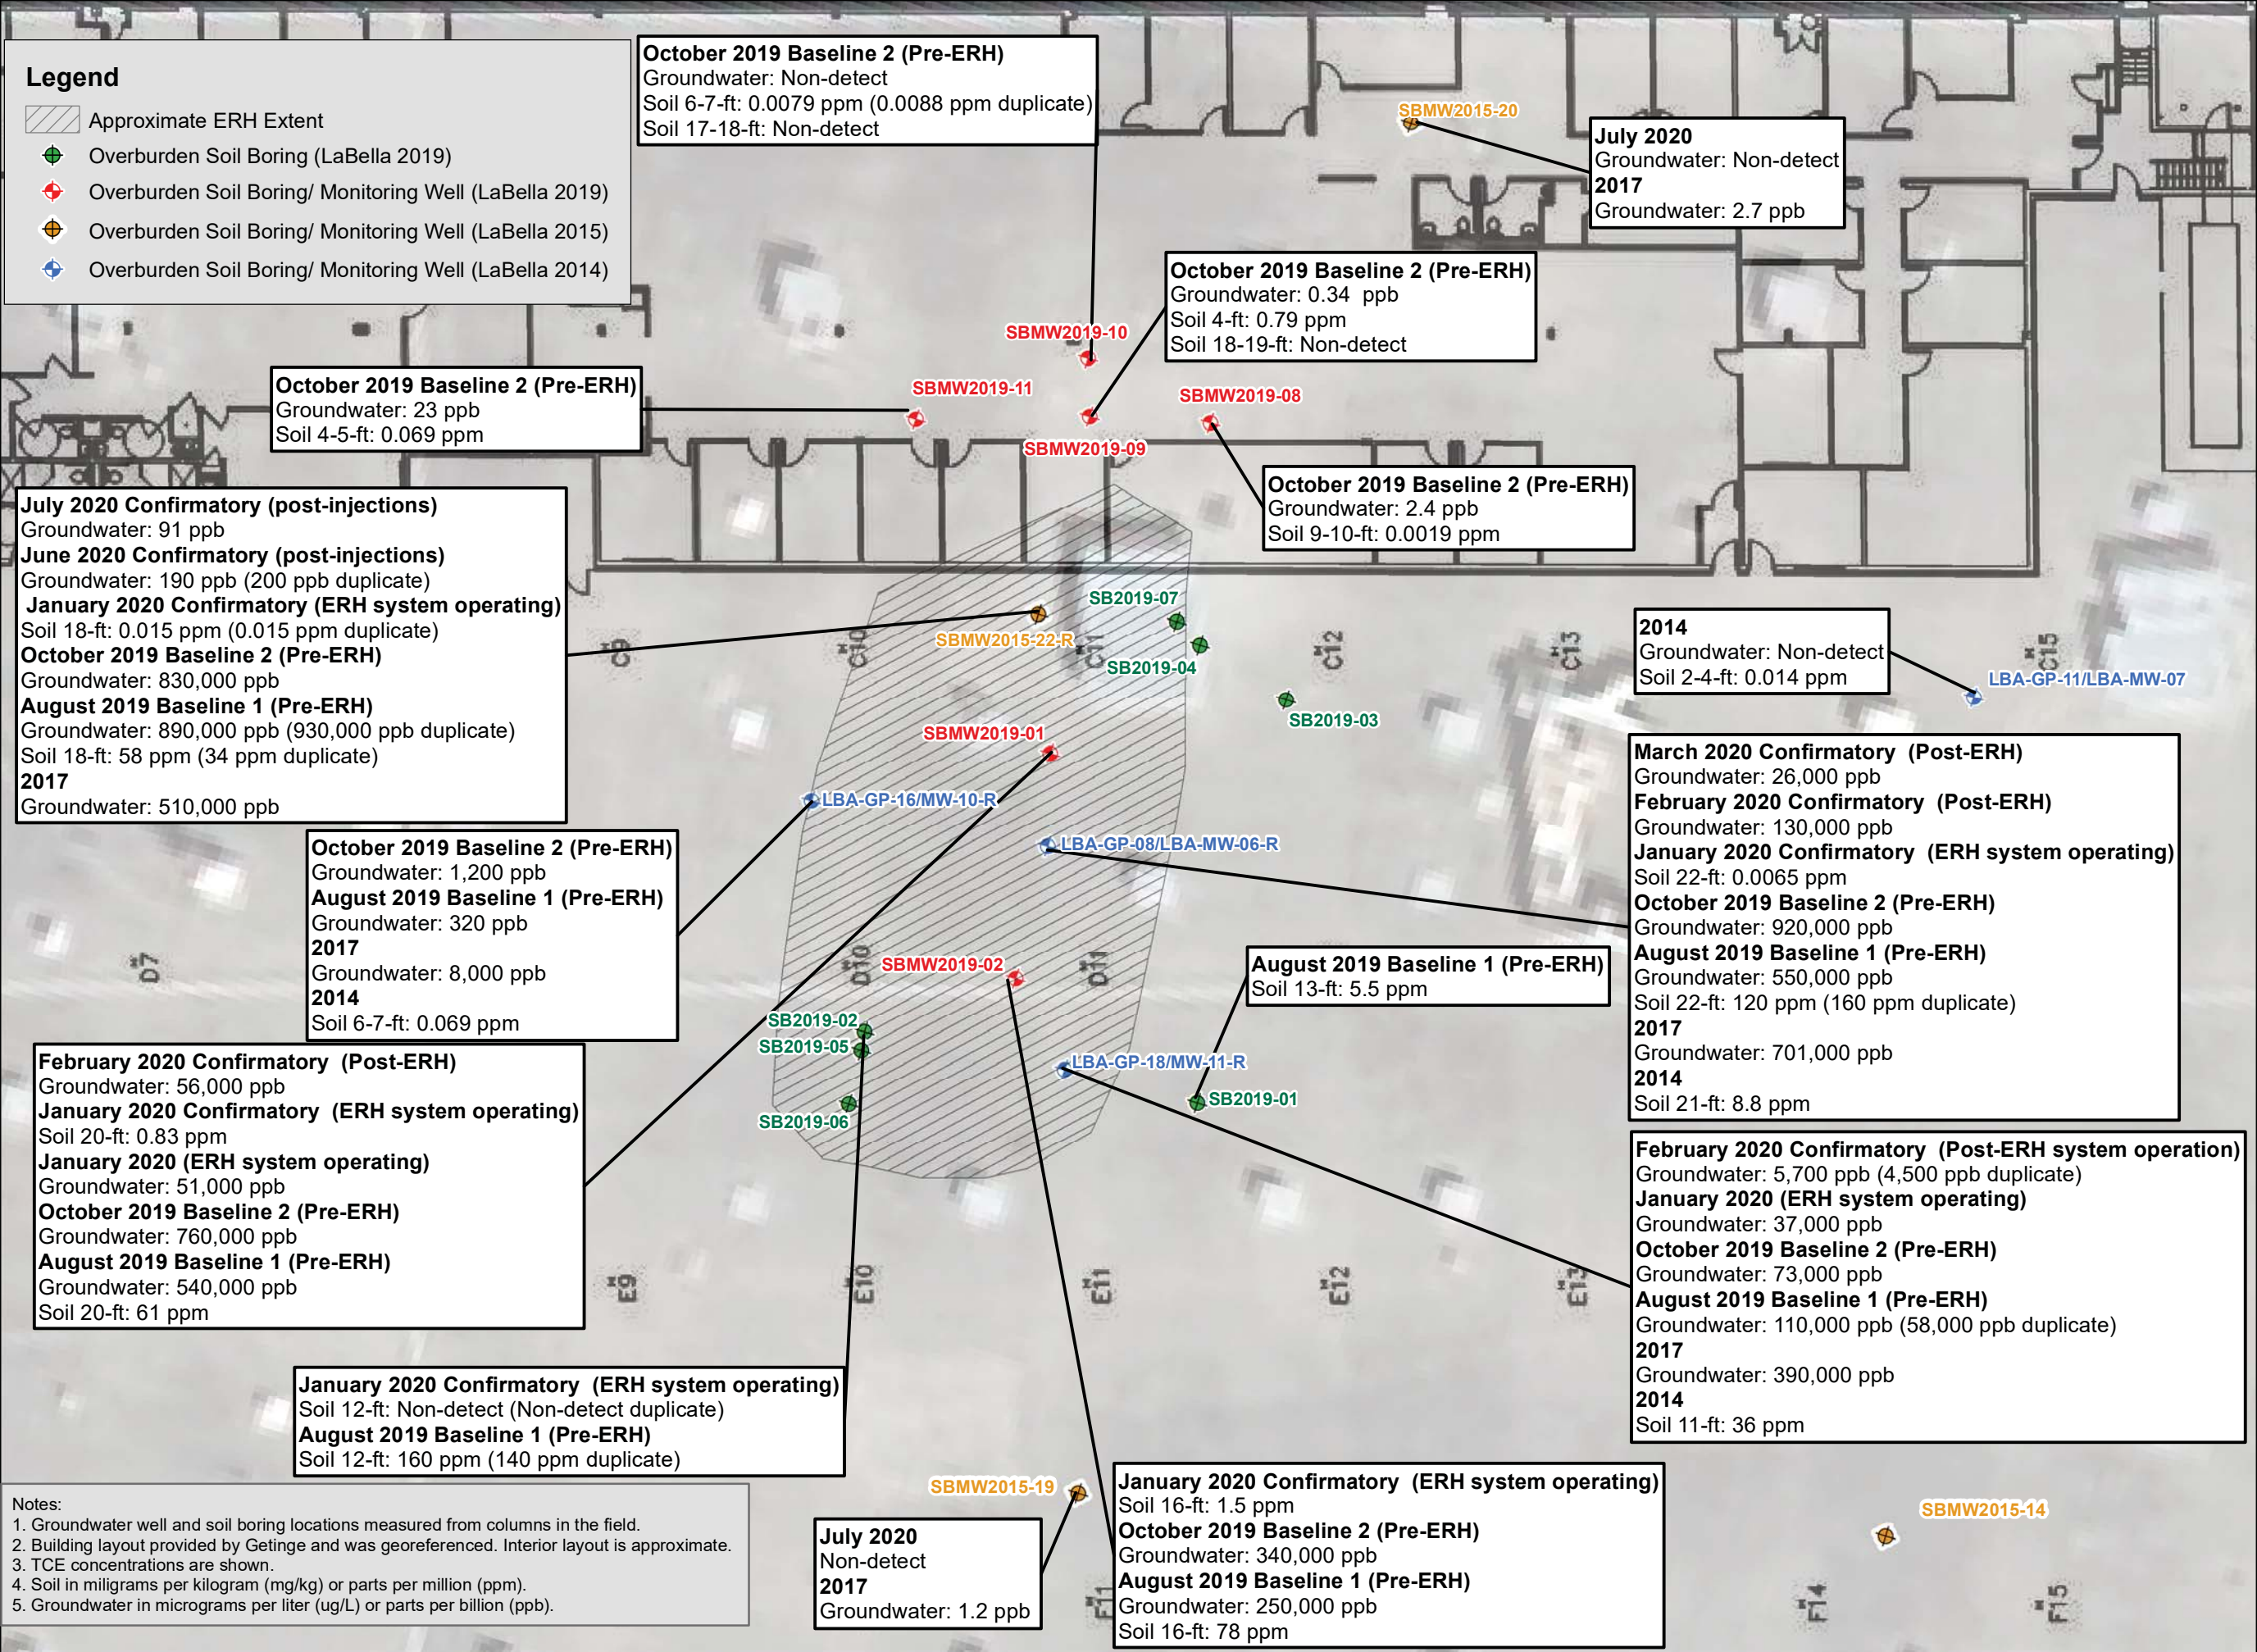 Legend
Approximate ERH Extent
Overburden Soil Boring (LaBella 2019)
Overburden Soil Boring/ Monitoring Well (LaBella 2019)
Overburden Soil Boring/ Monitoring Well (LaBella 2015)
Overburden Soil Boring/ Monitoring Well (LaBella 2014)
October 2019 Baseline 2 (Pre-ERH)
Groundwater: Non-detect
Soil 6-7-ft: 0.0079 ppm (0.0088 ppm duplicate)
Soil 17-18-ft: Non-detect
SBMW2015-20
July 2020
Groundwater: Non-detect
2017
Groundwater: 2.7 ppb
October 2019 Baseline 2 (Pre-ERH)
Groundwater: 0.34 ppb
Soil 4-ft: 0.79 ppm
Soil 18-19-ft: Non-detect
SBMW2019-10
SBMW2019-11
SBMW2019-08
SBMW2019-09
October 2019 Baseline 2 (Pre-ERH)
Groundwater: 23 ppb
Soil 4-5-ft: 0.069 ppm
October 2019 Baseline 2 (Pre-ERH)
Groundwater: 2.4 ppb
Soil 9-10-ft: 0.0019 ppm
July 2020 Confirmatory (post-injections)
Groundwater: 91 ppb
June 2020 Confirmatory (post-injections)
Groundwater: 190 ppb (200 ppb duplicate)
January 2020 Confirmatory (ERH system operating)
Soil 18-ft: 0.015 ppm (0.015 ppm duplicate)
October 2019 Baseline 2 (Pre-ERH)
Groundwater: 830,000 ppb
August 2019 Baseline 1 (Pre-ERH)
Groundwater: 890,000 ppb (930,000 ppb duplicate)
Soil 18-ft: 58 ppm (34 ppm duplicate)
2017
Groundwater: 510,000 ppb
SB2019-07
SBMW2015-22-R
SB2019-04
SB2019-03
C9
C10
C11
C12
C13
C15
2014
Groundwater: Non-detect
Soil 2-4-ft: 0.014 ppm
LBA-GP-11/LBA-MW-07
SBMW2019-01
LBA-GP-16/MW-10-R
LBA-GP-08/LBA-MW-06-R
March 2020 Confirmatory (Post-ERH)
Groundwater: 26,000 ppb
February 2020 Confirmatory (Post-ERH)
Groundwater: 130,000 ppb
January 2020 Confirmatory (ERH system operating)
Soil 22-ft: 0.0065 ppm
October 2019 Baseline 2 (Pre-ERH)
Groundwater: 920,000 ppb
August 2019 Baseline 1 (Pre-ERH)
Groundwater: 550,000 ppb
Soil 22-ft: 120 ppm (160 ppm duplicate)
2017
Groundwater: 701,000 ppb
2014
Soil 21-ft: 8.8 ppm
October 2019 Baseline 2 (Pre-ERH)
Groundwater: 1,200 ppb
August 2019 Baseline 1 (Pre-ERH)
Groundwater: 320 ppb
2017
Groundwater: 8,000 ppb
2014
Soil 6-7-ft: 0.069 ppm
D7
D10
D11
SBMW2019-02
August 2019 Baseline 1 (Pre-ERH)
Soil 13-ft: 5.5 ppm
SB2019-02
SB2019-05
SB2019-06
LBA-GP-18/MW-11-R
SB2019-01
February 2020 Confirmatory (Post-ERH)
Groundwater: 56,000 ppb
January 2020 Confirmatory (ERH system operating)
Soil 20-ft: 0.83 ppm
January 2020 (ERH system operating)
Groundwater: 51,000 ppb
October 2019 Baseline 2 (Pre-ERH)
Groundwater: 760,000 ppb
August 2019 Baseline 1 (Pre-ERH)
Groundwater: 540,000 ppb
Soil 20-ft: 61 ppm
February 2020 Confirmatory (Post-ERH system operation)
Groundwater: 5,700 ppb (4,500 ppb duplicate)
January 2020 (ERH system operating)
Groundwater: 37,000 ppb
October 2019 Baseline 2 (Pre-ERH)
Groundwater: 73,000 ppb
August 2019 Baseline 1 (Pre-ERH)
Groundwater: 110,000 ppb (58,000 ppb duplicate)
2017
Groundwater: 390,000 ppb
2014
Soil 11-ft: 36 ppm
E9
E10
E11
E12
E13
January 2020 Confirmatory (ERH system operating)
Soil 12-ft: Non-detect (Non-detect duplicate)
August 2019 Baseline 1 (Pre-ERH)
Soil 12-ft: 160 ppm (140 ppm duplicate)
SBMW2015-19
July 2020
Non-detect
2017
Groundwater: 1.2 ppb
January 2020 Confirmatory (ERH system operating)
Soil 16-ft: 1.5 ppm
October 2019 Baseline 2 (Pre-ERH)
Groundwater: 340,000 ppb
August 2019 Baseline 1 (Pre-ERH)
Groundwater: 250,000 ppb
Soil 16-ft: 78 ppm
SBMW2015-14
F11
F14
F15
Notes:
1. Groundwater well and soil boring locations measured from columns in the field.
2. Building layout provided by Getinge and was georeferenced. Interior layout is approximate.
3. TCE concentrations are shown.
4. Soil in miligrams per kilogram (mg/kg) or parts per million (ppm).
5. Groundwater in micrograms per liter (ug/L) or parts per billion (ppb).